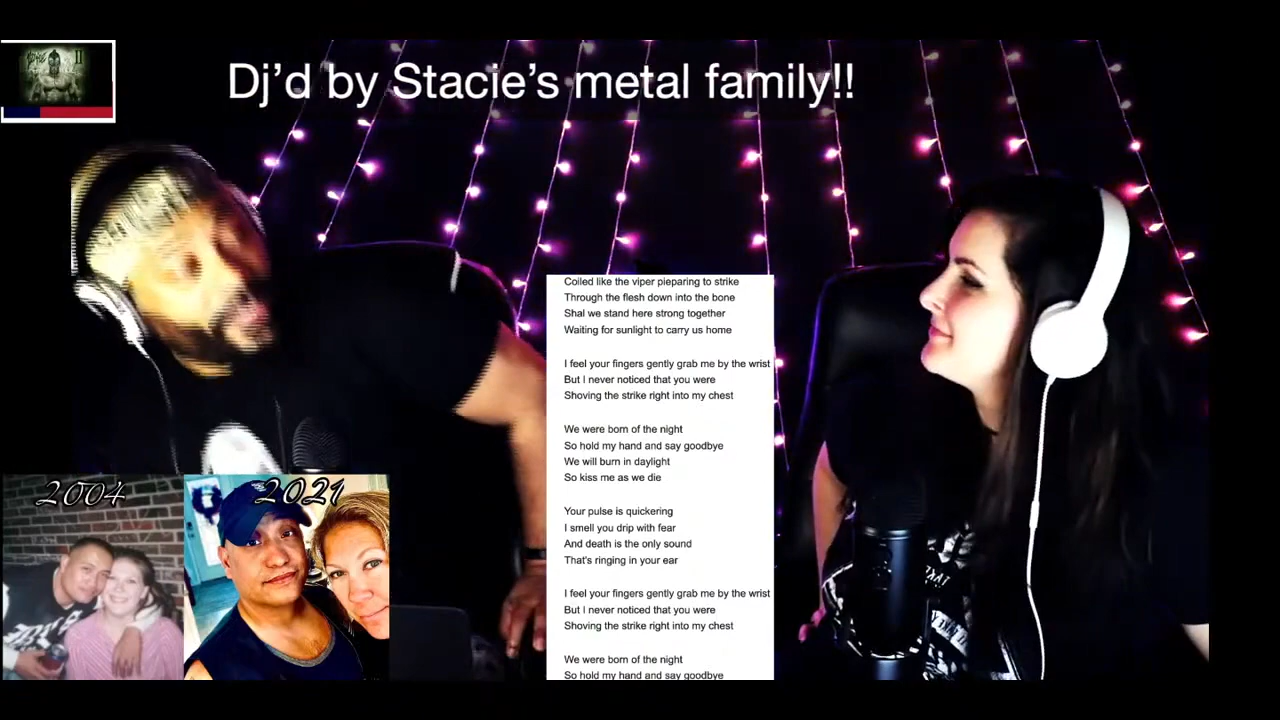 Dj’d by Stacie’s metal family!!
Coiled like the viper pieparing to strike
Through the flesh down into the bone
Shal we stand here strong together
Waiting for sunlight to carry us home
I feel your fingers gently grab me by the wrist
But I never noticed that you were
Shoving the strike right into my chest
We were born of the night
So hold my hand and say goodbye
We will burn in daylight
So kiss me as we die
Your pulse is quickering
I smell you drip with fear
And death is the only sound
That's ringing in your ear
I feel your fingers gently grab me by the wrist
But I never noticed that you were
Shoving the strike right into my chest
We were born of the night
So hold my hand and say goodbye
2004
2021